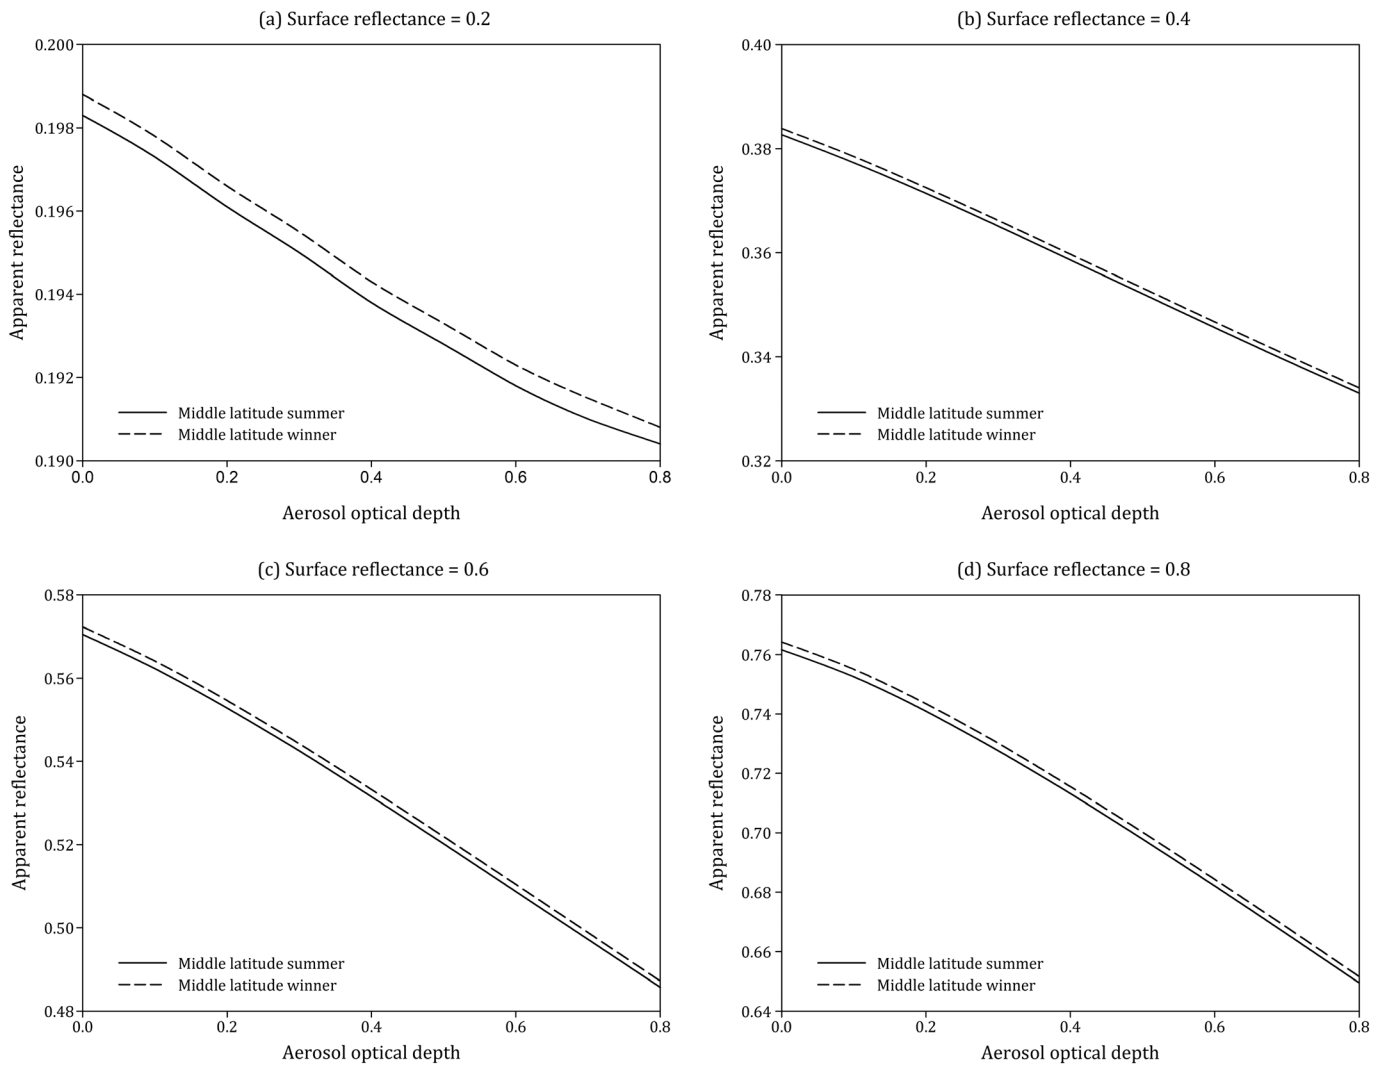 (a) Surface reflectance = 0.2
0.200
0.198
0.196
0.194
0.192
0.190
Apparent reflectance
Middle latitude summer
Middle latitude winner
0.0 0.2 0.4 0.6 0.8
Aerosol optical depth
(b) Surface reflectance = 0.4
0.40
0.38
0.36
0.34
0.32
Apparent reflectance
Middle latitude summer
Middle latitude winner
0.0 0.2 0.4 0.6 0.8
Aerosol optical depth
(c) Surface reflectance = 0.6
0.58
0.56
0.54
0.52
0.50
0.48
Apparent reflectance
Middle latitude summer
Middle latitude winner
0.0 0.2 0.4 0.6 0.8
Aerosol optical depth
(d) Surface reflectance = 0.8
0.78
0.76
0.74
0.72
0.70
0.68
0.66
0.64
Apparent reflectance
Middle latitude summer
Middle latitude winner
0.0 0.2 0.4 0.6 0.8
Aerosol optical depth